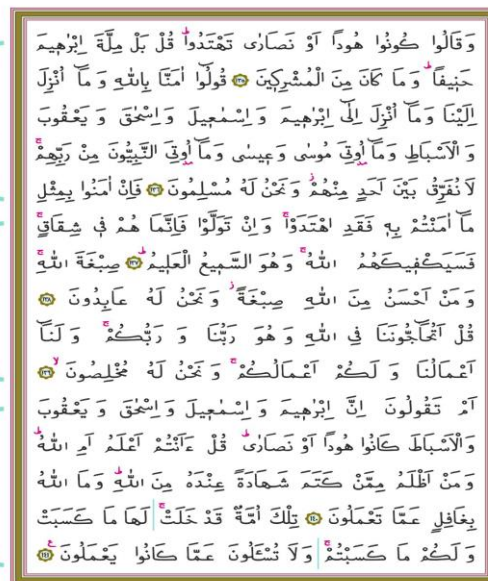 وَقَالُوا كُونُوا هُودًا اَوْ نَصَارٰى تَهْتَدُواؕ قُلْ بَلْ مِلَّةَ اِبْرٰهٖيمَ
حَنٖيفًاؕ وَمَا كَانَ مِنَ الْمُشْرِكٖينَ ﴿١٣٥﴾ قُولُٓوا اٰمَنَّا بِاللّٰهِ وَمَٓا اُنْزِلَ
اِلَيْنَا وَمَٓا اُنْزِلَ اِلٰٓى اِبْرٰهٖيمَ وَاِسْمٰعٖيلَ وَاِسْحٰقَ وَيَعْقُوبَ
وَالْاَسْبَاطِ وَمَٓا اُو۫تِيَ مُوسٰى وَعٖيسٰى وَمَٓا اُو۫تِيَ النَّبِيُّونَ مِنْ رَبِّهِمْۚ
لَا نُفَرِّقُ بَيْنَ اَحَدٍ مِنْهُمْؗ وَنَحْنُ لَهُ مُسْلِمُونَ ﴿١٣٦﴾ فَاِنْ اٰمَنُوا بِمِثْلِ
مَٓا اٰمَنْتُمْ بِهٖ فَقَدِ اهْتَدَوْاۚ وَاِنْ تَوَلَّوْا فَاِنَّمَا هُمْ فٖي شِقَاقٍۚ
فَسَيَكْفٖيكَهُمُ اللّٰهُۚ وَهُوَ السَّمٖيعُ الْعَلٖيمُؕ ﴿١٣٧﴾ صِبْغَةَ اللّٰهِۚ
وَمَنْ اَحْسَنُ مِنَ اللّٰهِ صِبْغَةًؗ وَنَحْنُ لَهُ عَابِدُونَ ﴿١٣٨﴾
قُلْ اَتُحَٓاجُّونَنَا فِي اللّٰهِ وَهُوَ رَبُّنَا وَرَبُّكُمْۚ وَلَنَٓا
اَعْمَالُنَا وَلَكُمْ اَعْمَالُكُمْۚ وَنَحْنُ لَهُ مُخْلِصُونَۙ ﴿١٣٩﴾
اَمْ تَقُولُونَ اِنَّ اِبْرٰهٖيمَ وَاِسْمٰعٖيلَ وَاِسْحٰقَ وَيَعْقُوبَ
وَالْاَسْبَاطَ كَانُوا هُودًا اَوْ نَصَارٰىؕ قُلْ ءَاَنْتُمْ اَعْلَمُ اَمِ اللّٰهُؕ
وَمَنْ اَظْلَمُ مِمَّنْ كَتَمَ شَهَادَةً عِنْدَهُ مِنَ اللّٰهِؕ وَمَا اللّٰهُ
بِغَافِلٍ عَمَّا تَعْمَلُونَ ﴿١٤٠﴾ تِلْكَ اُمَّةٌ قَدْ خَلَتْۚ لَهَا مَا كَسَبَتْ
وَلَكُمْ مَا كَسَبْتُمْۚ وَلَا تُسْـَٔلُونَ عَمَّا كَانُوا يَعْمَلُونَࣖ ﴿١٤١﴾